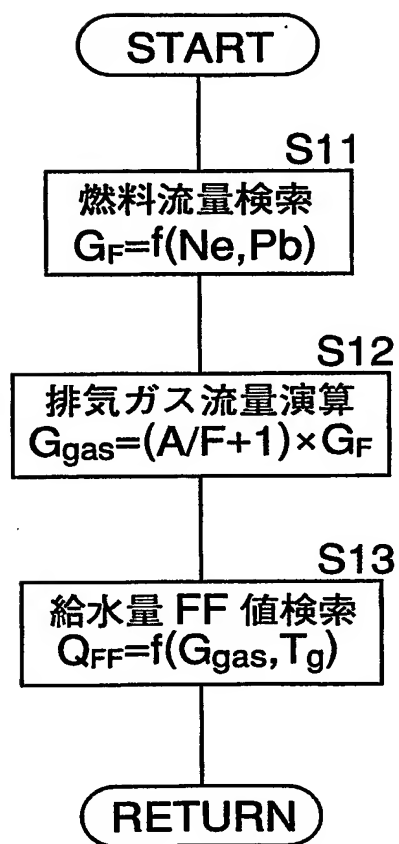 START
S11
燃料流量検索
GF=f(Ne,Pb)
S12
排気ガス流量演算
Ggas=(A/F+1)×GF
S13
給水量 FF 値検索
QFF=f(Ggas,Tg)
RETURN